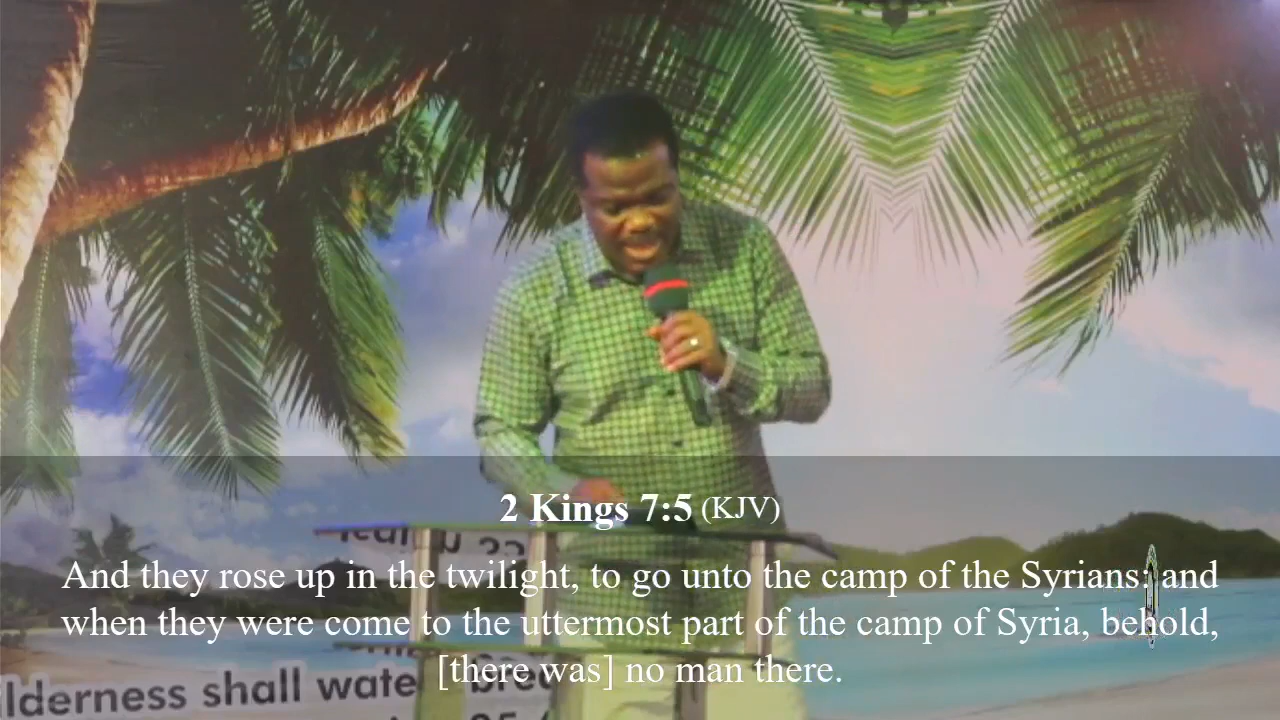 2 Kings 7:5 (KJV)
And they rose up in the twilight, to go unto the camp of the Syrians: and
when they were come to the uttermost part of the camp of Syria, behold,
[there was] no man there.
lderness shall wate